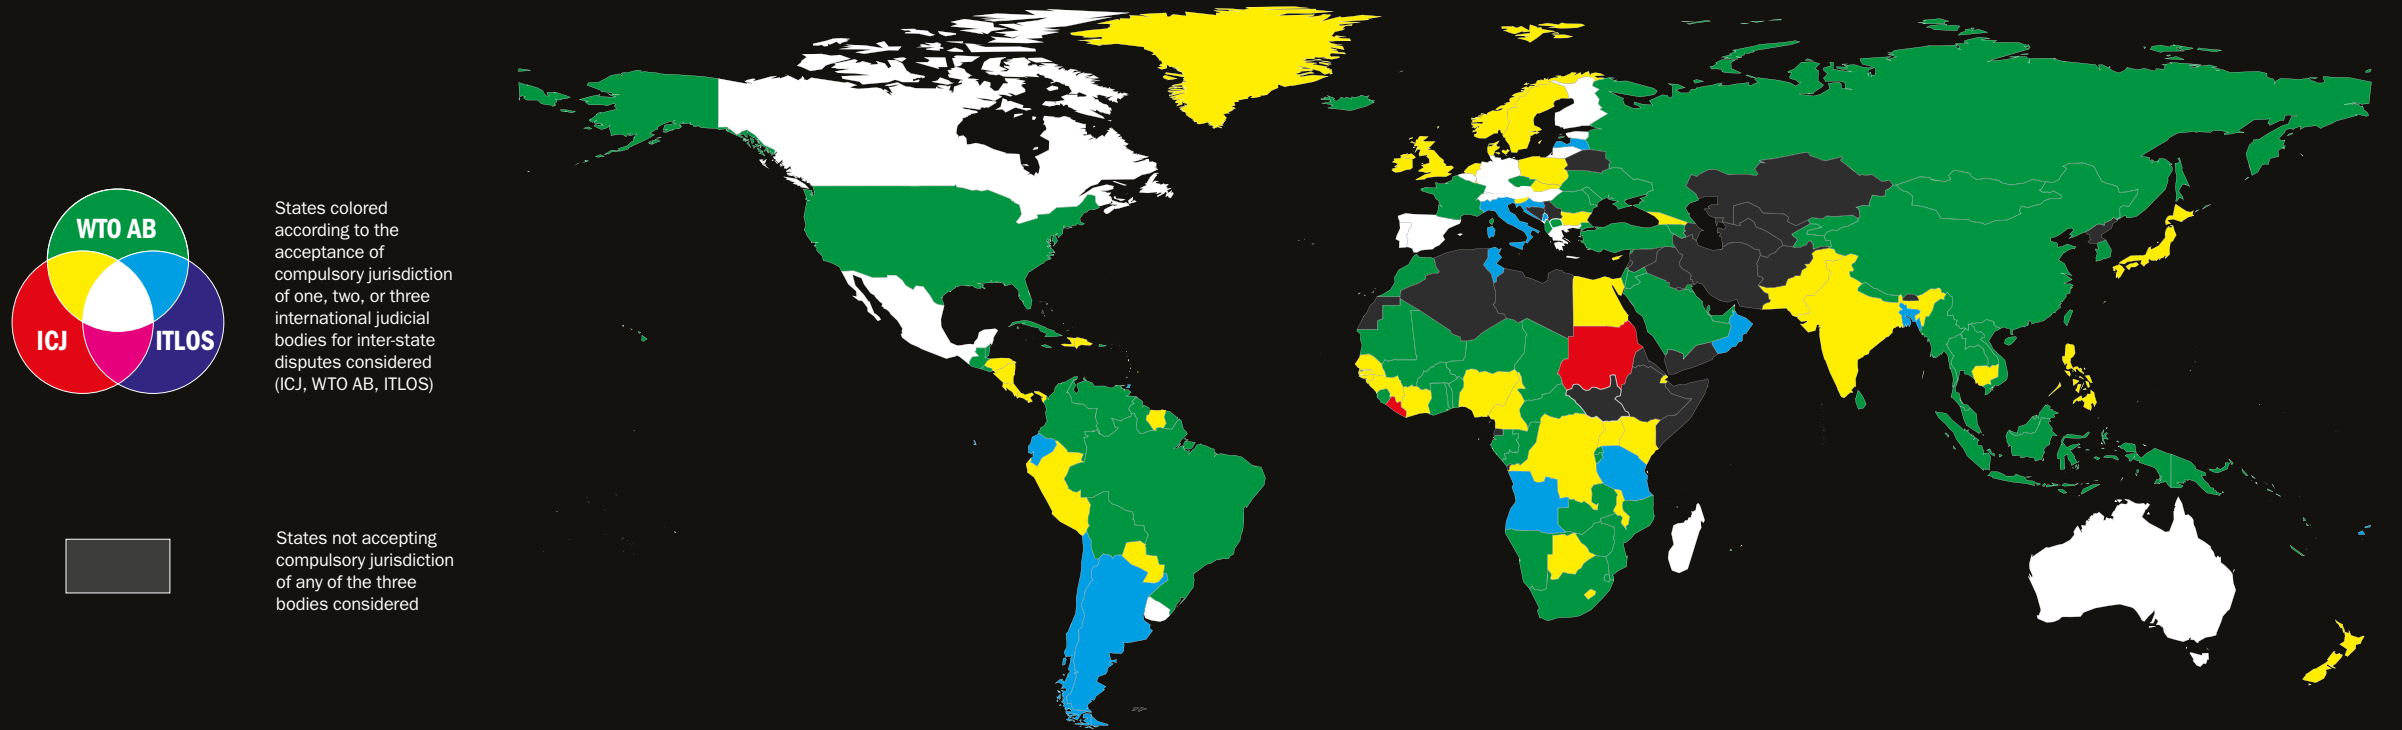 WTO AB
ICJ
ITLOS
States colored
according to the
acceptance of
compulsory jurisdiction
of one, two, or three
international judicial
bodies for inter-state
disputes considered
(ICJ, WTO AB, ITLOS)
States not accepting
compulsory jurisdiction
of any of the three
bodies considered